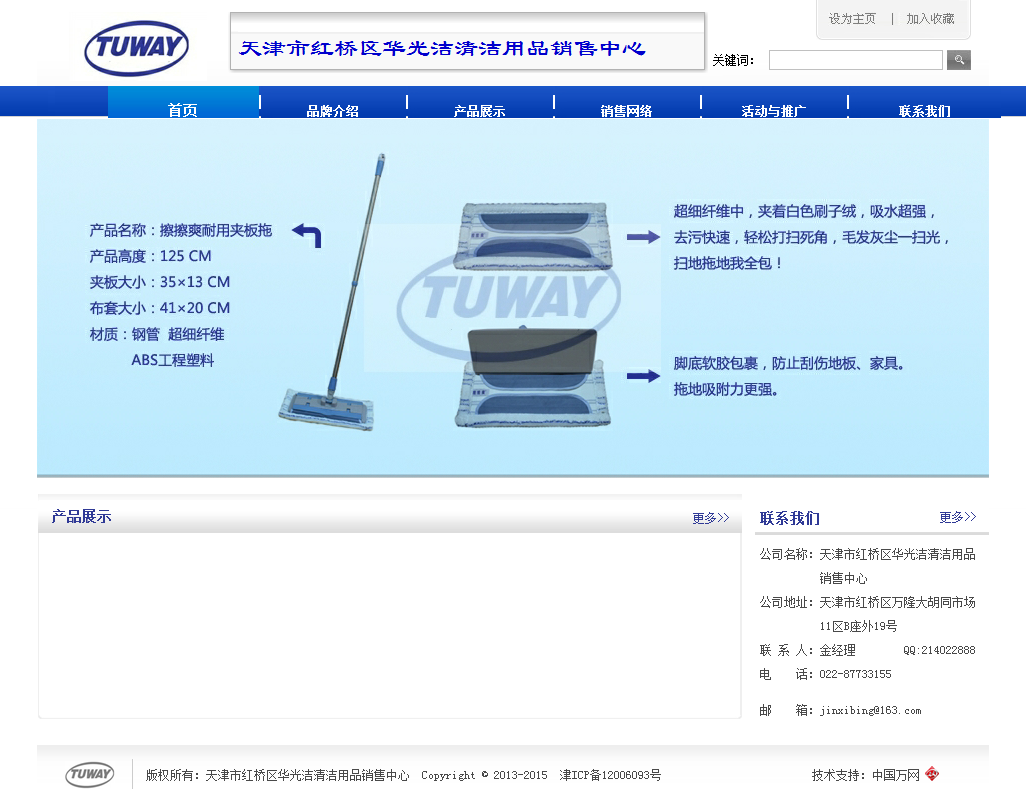 设为主页 | 加入收藏
TUWAY
天津市红桥区华光洁清洁用品销售中心
关键词：
首页 品牌介绍 产品展示 销售网络 活动与推广 联系我们
产品名称：擦擦爽耐用夹板拖
产品高度：125 CM
夹板大小：35×13 CM
布套大小：41×20 CM
材质：钢管 超细纤维
ABS工程塑料
TUWAY
超细纤维中，夹着白色刷子绒，吸水超强，
去污快速，轻松打扫死角，毛发灰尘一扫光，
扫地拖地我全包！
脚底软胶包裹，防止刮伤地板、家具。
拖地吸附力更强。
产品展示 更多>>
联系我们 更多>>
公司名称：天津市红桥区华光洁清洁用品
销售中心
公司地址：天津市红桥区万隆大胡同市场
11区B座外19号
联 系 人：金经理 QQ:214022888
电 话：022-87733155
邮 箱：jinxibing@163.com
TUWAY
版权所有：天津市红桥区华光洁清洁用品销售中心 Copyright © 2013-2015 津ICP备12006093号
技术支持：中国万网